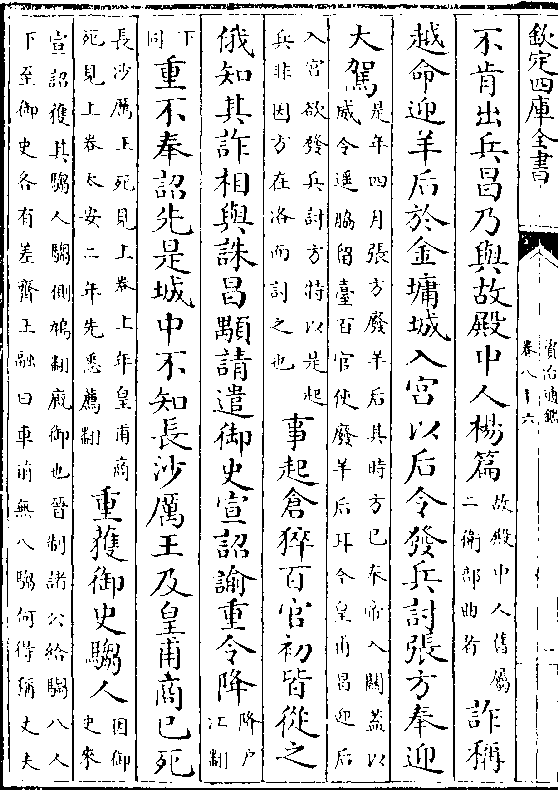 欽定四庫全書
資治通鑑
卷八十六
不肯出兵昌乃與故殿中人楊篇故殿中人舊屬二衛部曲者詐稱
越命迎羊后於金墉城入宮以后令發兵討張方奉迎
大駕是年四月張方廢羊后其時方已奉帝入關蓋以威令遥脇留臺百官使廢羊后耳今皇甫昌迎后
入宮欲發兵討方特以是起兵非因方在洛而討之也事起倉猝百官初皆從之
俄知其詐相與誅昌顒請遣御史宣詔諭重令降降户江翻
下同重不奉詔先是城中不知長沙厲王及皇甫商已死
長沙厲王死見上卷上年皇甫商死見上卷太安二年先悉薦翻重獲御史騶人因御史來
宣詔獲其騶人騶側鳩翻廐御也晉制諸公給騶八人下至御史各有差齊王融曰車前無八騶何得稱丈夫